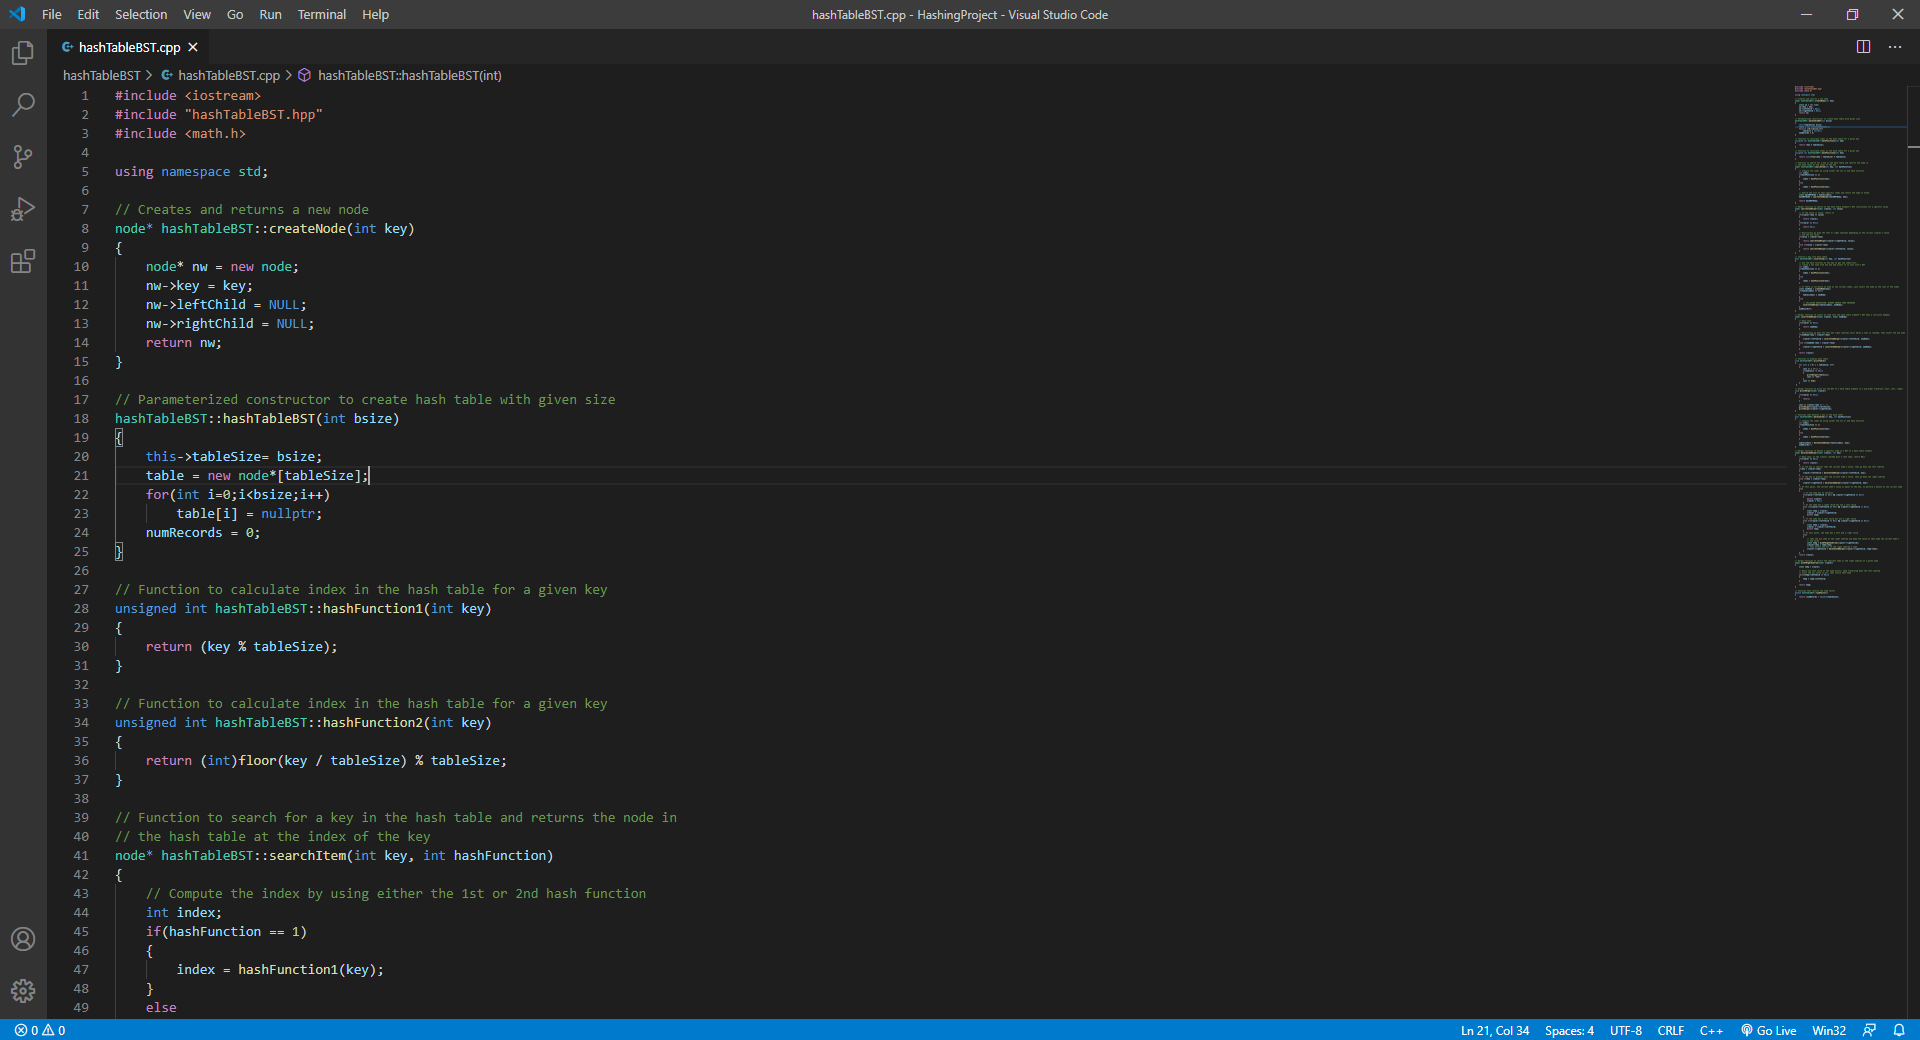 File Edit Selection View Go Run Terminal Help
hashTableBST.cpp - HashingProject - Visual Studio Code
hashTableBST.cpp
hashTableBST > hashTableBST.cpp > hashTableBST::hashTableBST(int)
1 #include <iostream>
2 #include "hashTableBST.hpp"
3 #include <math.h>
4
5 using namespace std;
6
7 // Creates and returns a new node
8 node* hashTableBST::createNode(int key)
9 {
10     node* nw = new node;
11     nw->key = key;
12     nw->leftChild = NULL;
13     nw->rightChild = NULL;
14     return nw;
15 }
16
17 // Parameterized constructor to create hash table with given size
18 hashTableBST::hashTableBST(int bsize)
19 {
20     this->tableSize= bsize;
21     table = new node*[tableSize];
22     for(int i=0;i<bsize;i++)
23         table[i] = nullptr;
24     numRecords = 0;
25 }
26
27 // Function to calculate index in the hash table for a given key
28 unsigned int hashTableBST::hashFunction1(int key)
29 {
30     return (key % tableSize);
31 }
32
33 // Function to calculate index in the hash table for a given key
34 unsigned int hashTableBST::hashFunction2(int key)
35 {
36     return (int)floor(key / tableSize) % tableSize;
37 }
38
39 // Function to search for a key in the hash table and returns the node in
40 // the hash table at the index of the key
41 node* hashTableBST::searchItem(int key, int hashFunction)
42 {
43     // Compute the index by using either the 1st or 2nd hash function
44     int index;
45     if(hashFunction == 1)
46     {
47         index = hashFunction1(key);
48     }
49     else
0 0
Ln 21, Col 34 Spaces: 4 UTF-8 CRLF C++ Go Live Win32